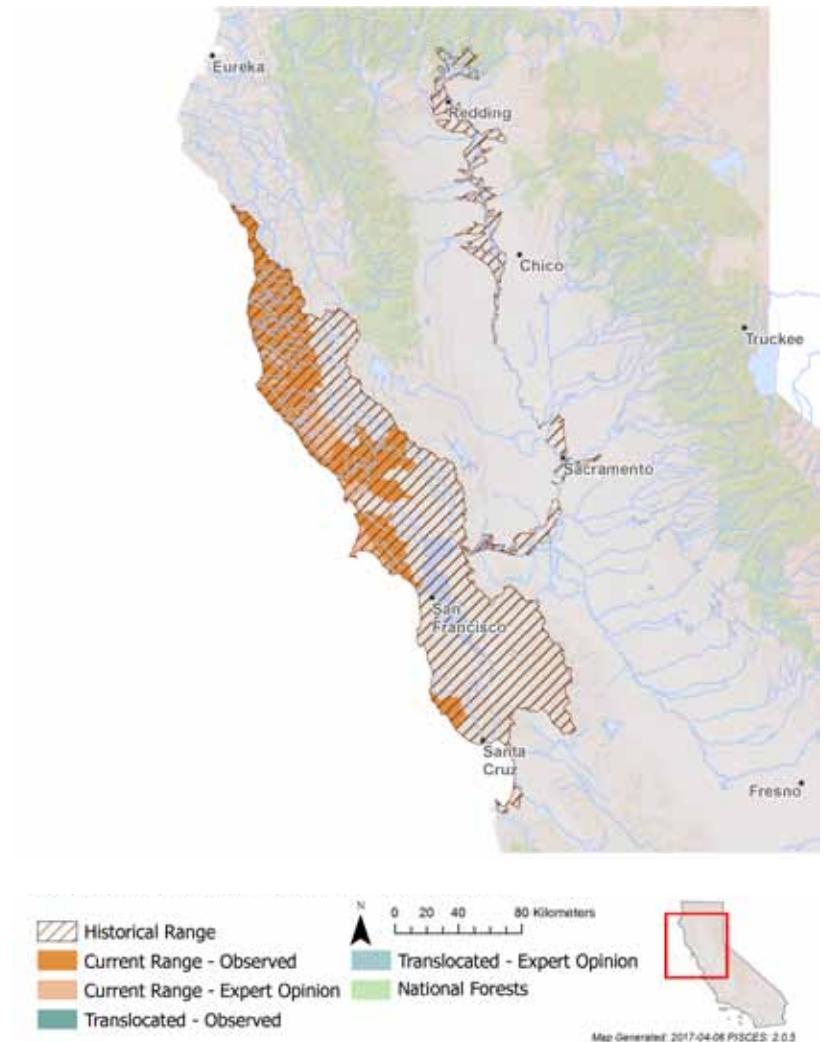 Eureka
Redding
Chico
Truckee
Sacramento
San
Francisco
Santa
Cruz
Fresno
N
0 20 40 80 Kilometers
Historical Range
Current Range - Observed
Translocated - Expert Opinion
Current Range - Expert Opinion
National Forests
Translocated - Observed
Map Generated: 2017-04-06 PISCES: 2.0.5